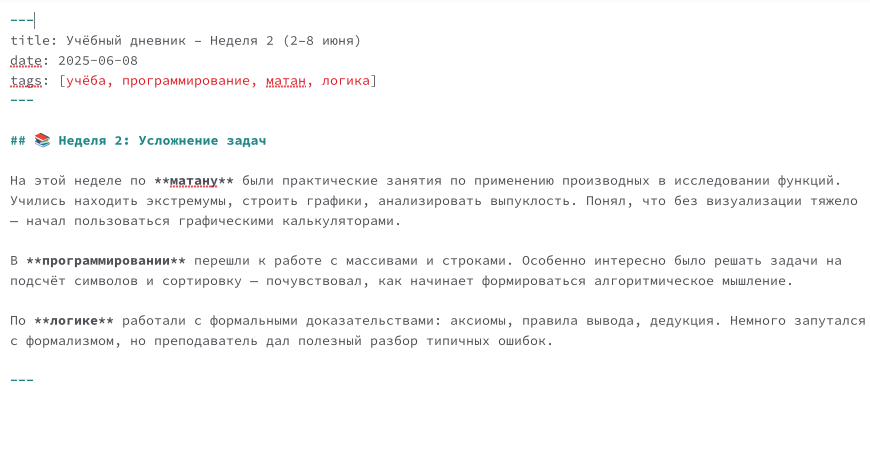 ---
title: Учёбный дневник – Неделя 2 (2–8 июня)
date: 2025-06-08
tags: [учёба, программирование, матан, логика]
---
## 📚 Неделя 2: Усложнение задач
На этой неделе по **матану** были практические занятия по применению производных в исследовании функций.
Учились находить экстремумы, строить графики, анализировать выпуклость. Понял, что без визуализации тяжело
— начал пользоваться графическими калькуляторами.
В **программировании** перешли к работе с массивами и строками. Особенно интересно было решать задачи на
подсчёт символов и сортировку — почувствовал, как начинает формироваться алгоритмическое мышление.
По **логике** работали с формальными доказательствами: аксиомы, правила вывода, дедукция. Немного запутался
с формализмом, но преподаватель дал полезный разбор типичных ошибок.
---